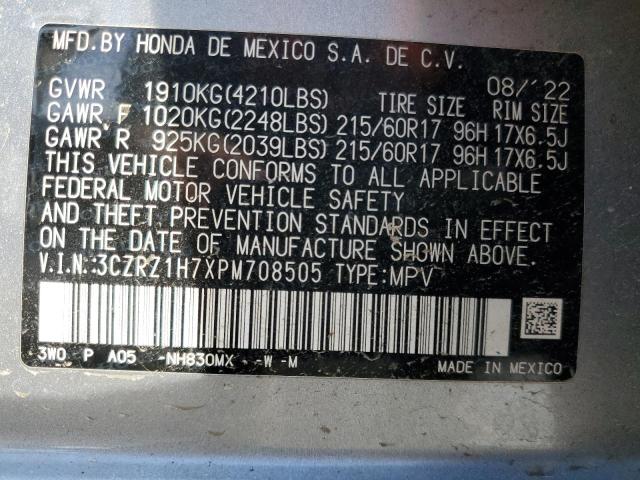 MFD.BY HONDA DE MEXICO S.A. DE C.V.
08/'22
GVWR 1910KG(4210LBS) TIRE SIZE RIM SIZE
GAWR F 1020KG(2248LBS) 215/60R17 96H 17X6.5J
GAWR R 925KG(2039LBS) 215/60R17 96H 17X6.5J
THIS VEHICLE CONFORMS TO ALL APPLICABLE
FEDERAL MOTOR VEHICLE SAFETY
AND THEFT PREVENTION STANDARDS IN EFFECT
ON THE DATE OF MANUFACTURE SHOWN ABOVE.
V.I.N.:3CZRZ1H7XPM708505 TYPE:MPV
3W0 P A05 -NH830MX -W -M
MADE IN MEXICO